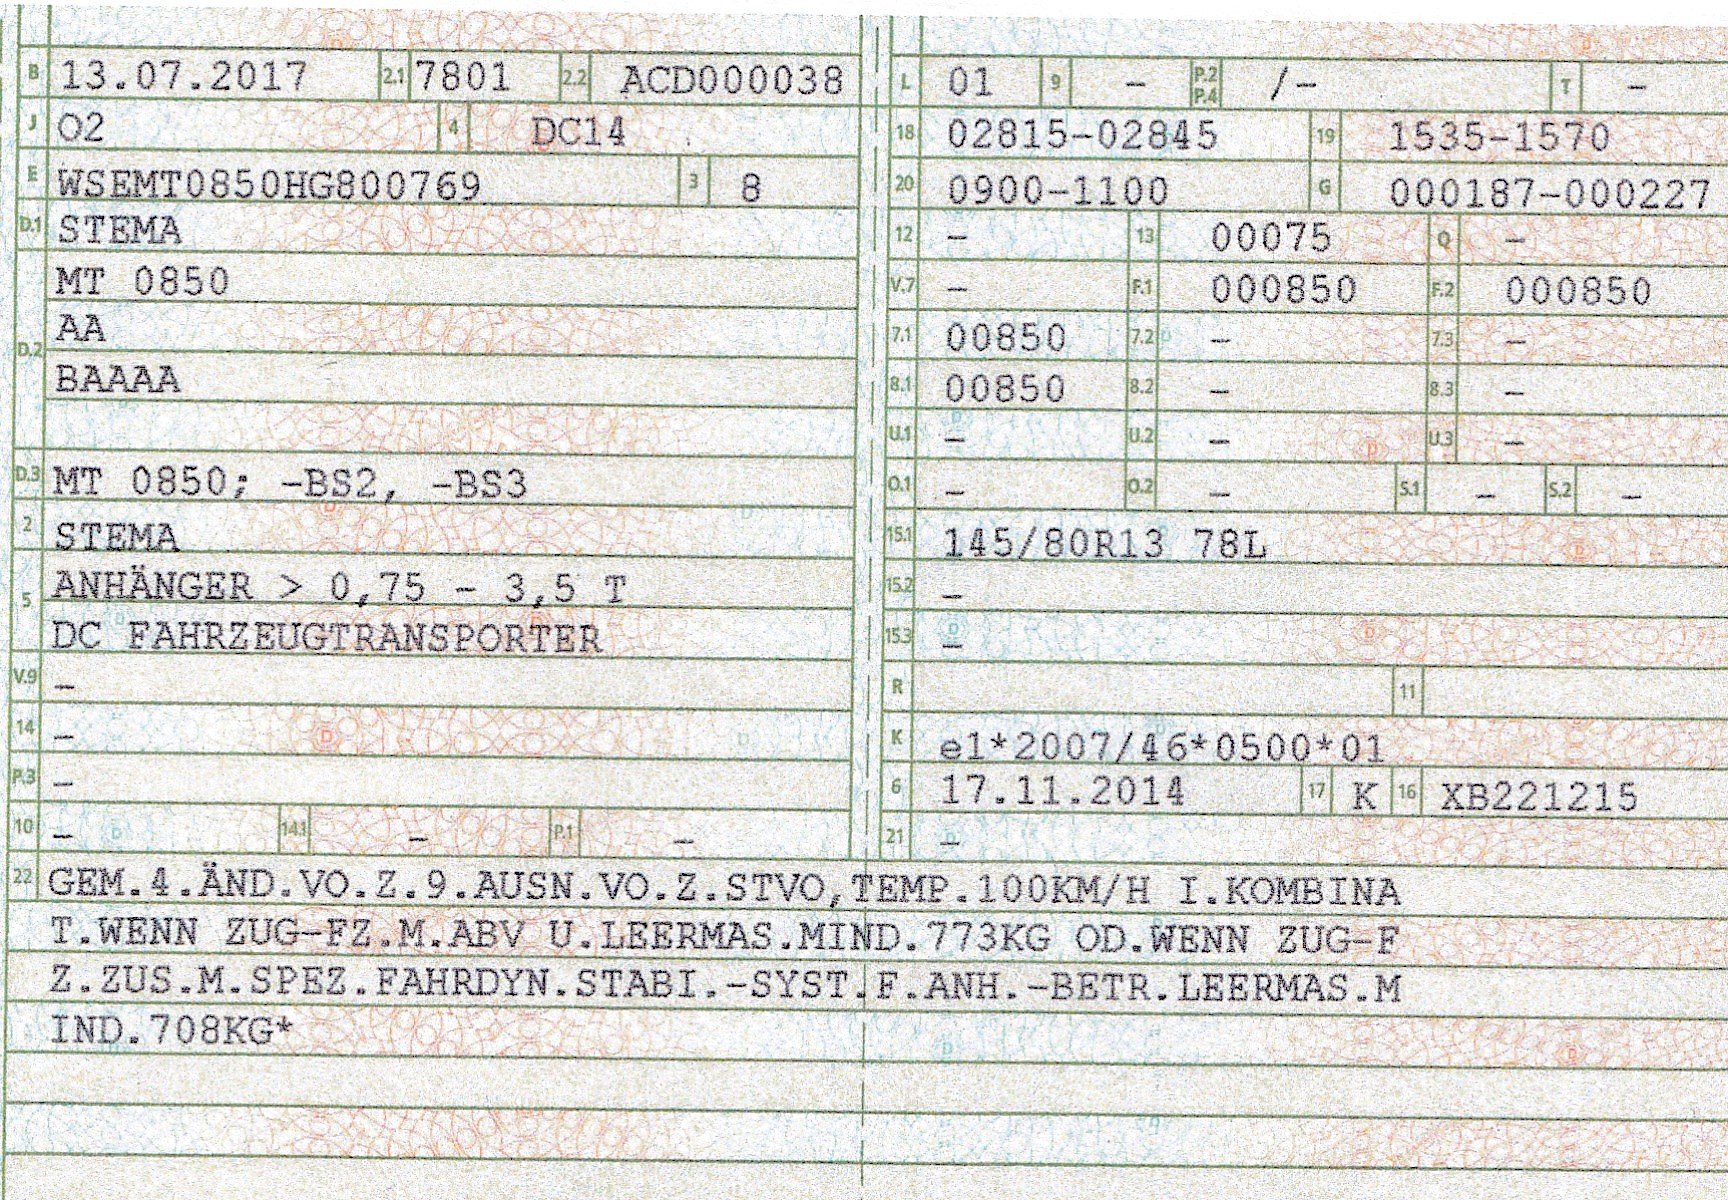 B 13.07.2017 2.1 7801 2.2 ACD000038
J O2 4 DC14
E WSEMT0850HG800769 3 8
D.1 STEMA
D.2 MT 0850
AA
BAAAA
D.3 MT 0850; -BS2, -BS3
2 STEMA
5 ANHÄNGER > 0,75 - 3,5 T
DC FAHRZEUGTRANSPORTER
V.9 -
14 -
P.3 -
10 - 14.1 - P.1 -
L 01 9 - P.2 P.4 /- T -
18 02815-02845 19 1535-1570
20 0900-1100 G 000187-000227
12 - 13 00075 Q -
V.7 - F.1 000850 F.2 000850
7.1 00850 7.2 - 7.3 -
8.1 00850 8.2 - 8.3 -
U.1 - U.2 - U.3 -
O.1 - O.2 - S.1 - S.2 -
15.1 145/80R13 78L
15.2 -
15.3 -
R 11
K e1*2007/46*0500*01
6 17.11.2014 17 K 16 XB221215
21 -
22 GEM.4.ÄND.VO.Z.9.AUSN.VO.Z.STVO,TEMP.100KM/H I.KOMBINA
T.WENN ZUG-FZ.M.ABV U.LEERMAS.MIND.773KG OD.WENN ZUG-F
Z.ZUS.M.SPEZ.FAHRDYN.STABI.-SYST.F.ANH.-BETR.LEERMAS.M
IND.708KG*